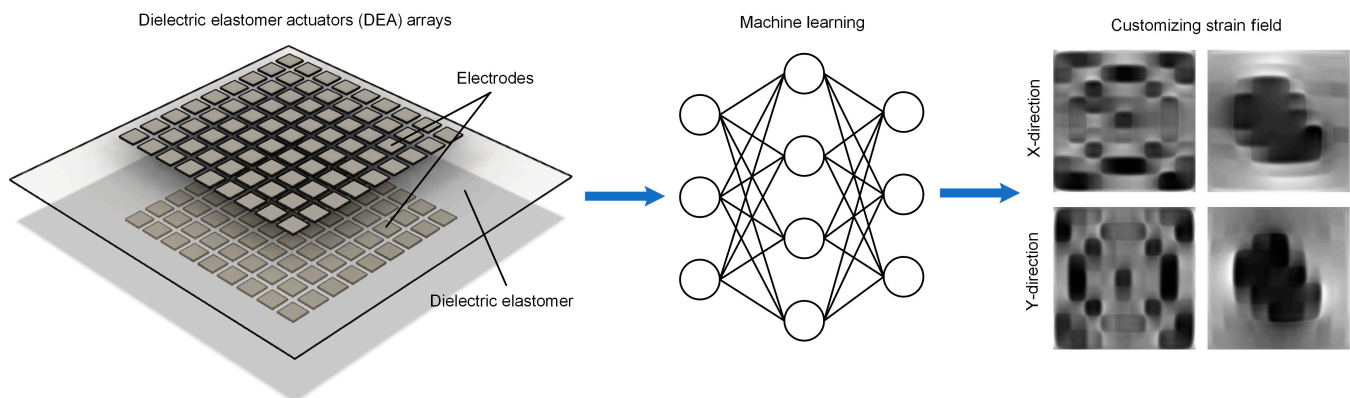 Dielectric elastomer actuators (DEA) arrays
Electrodes
Dielectric elastomer
Machine learning
Customizing strain field
X-direction
Y-direction